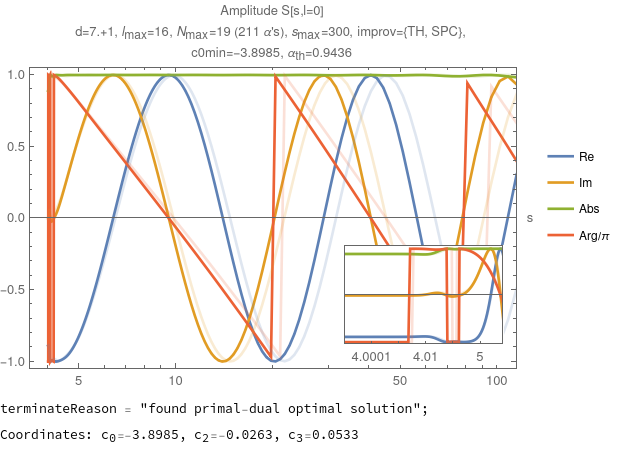 Amplitude S[s,l=0]
d=7.+1, lmax=16, Nmax=19 (211 α's), smax=300, improv={TH, SPC},
c0min=−3.8985, αth=0.9436
1.0
0.5
0.0
−0.5
−1.0
5
10
50
100
s
4.0001
4.01
5
Re
Im
Abs
Arg/π
terminateReason = "found primal-dual optimal solution";
Coordinates: c0=-3.8985, c2=-0.0263, c3=0.0533